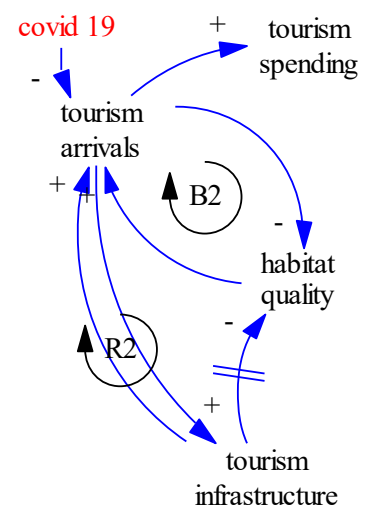 covid 19
+
tourism
spending
-
tourism
arrivals
+
+
B2
-
habitat
quality
-
R2
+
tourism
infrastructure